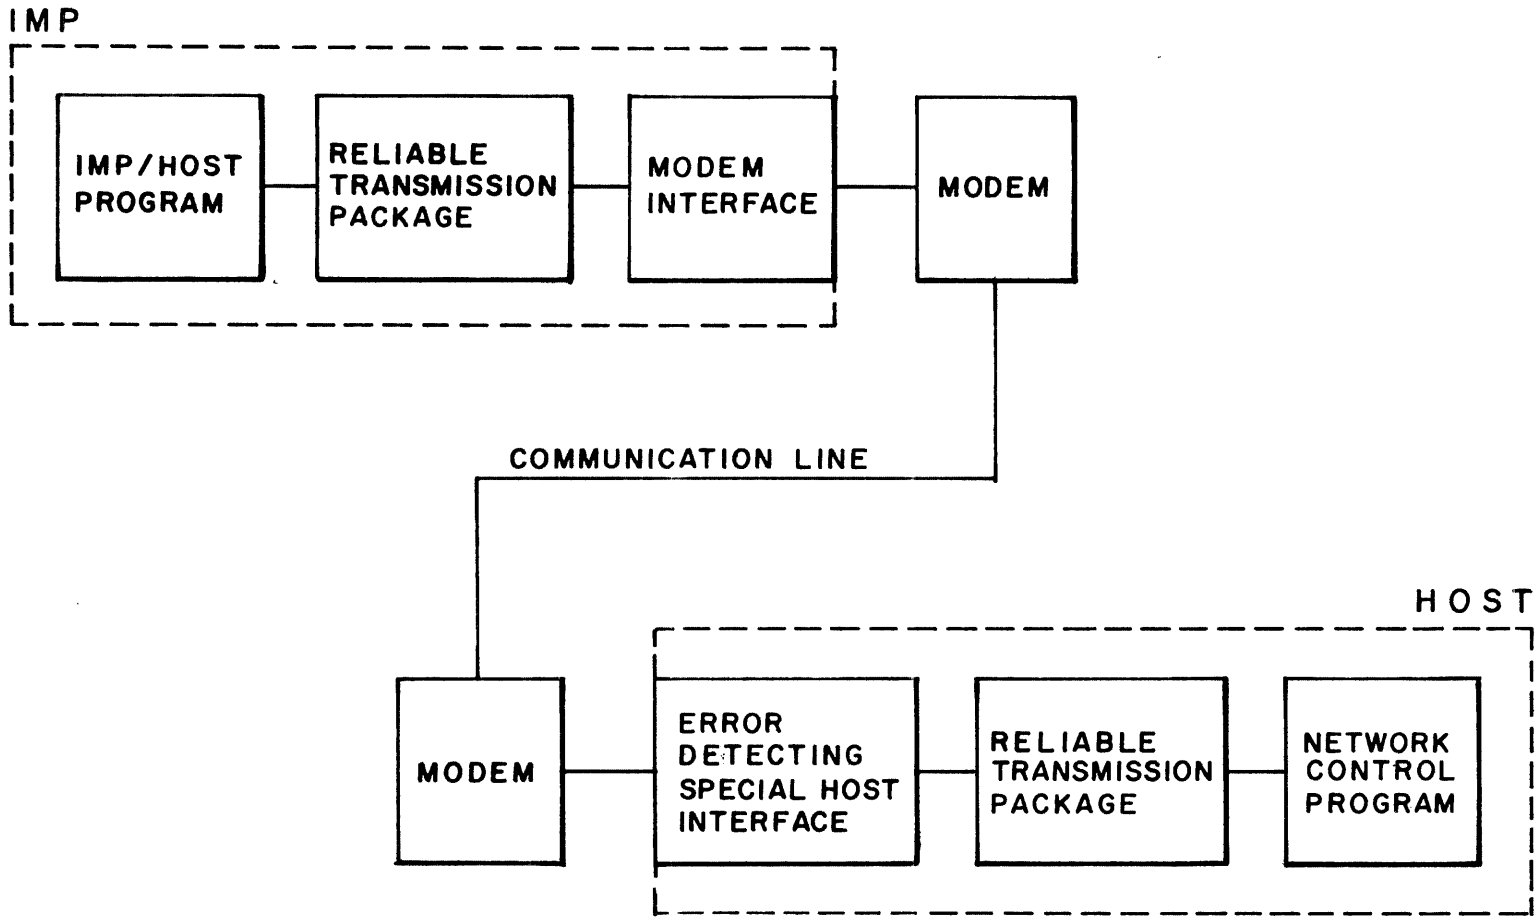 IMP
IMP/HOST
PROGRAM
RELIABLE
TRANSMISSION
PACKAGE
MODEM
INTERFACE
MODEM
COMMUNICATION LINE
HOST
MODEM
ERROR
DETECTING
SPECIAL HOST
INTERFACE
RELIABLE
TRANSMISSION
PACKAGE
NETWORK
CONTROL
PROGRAM